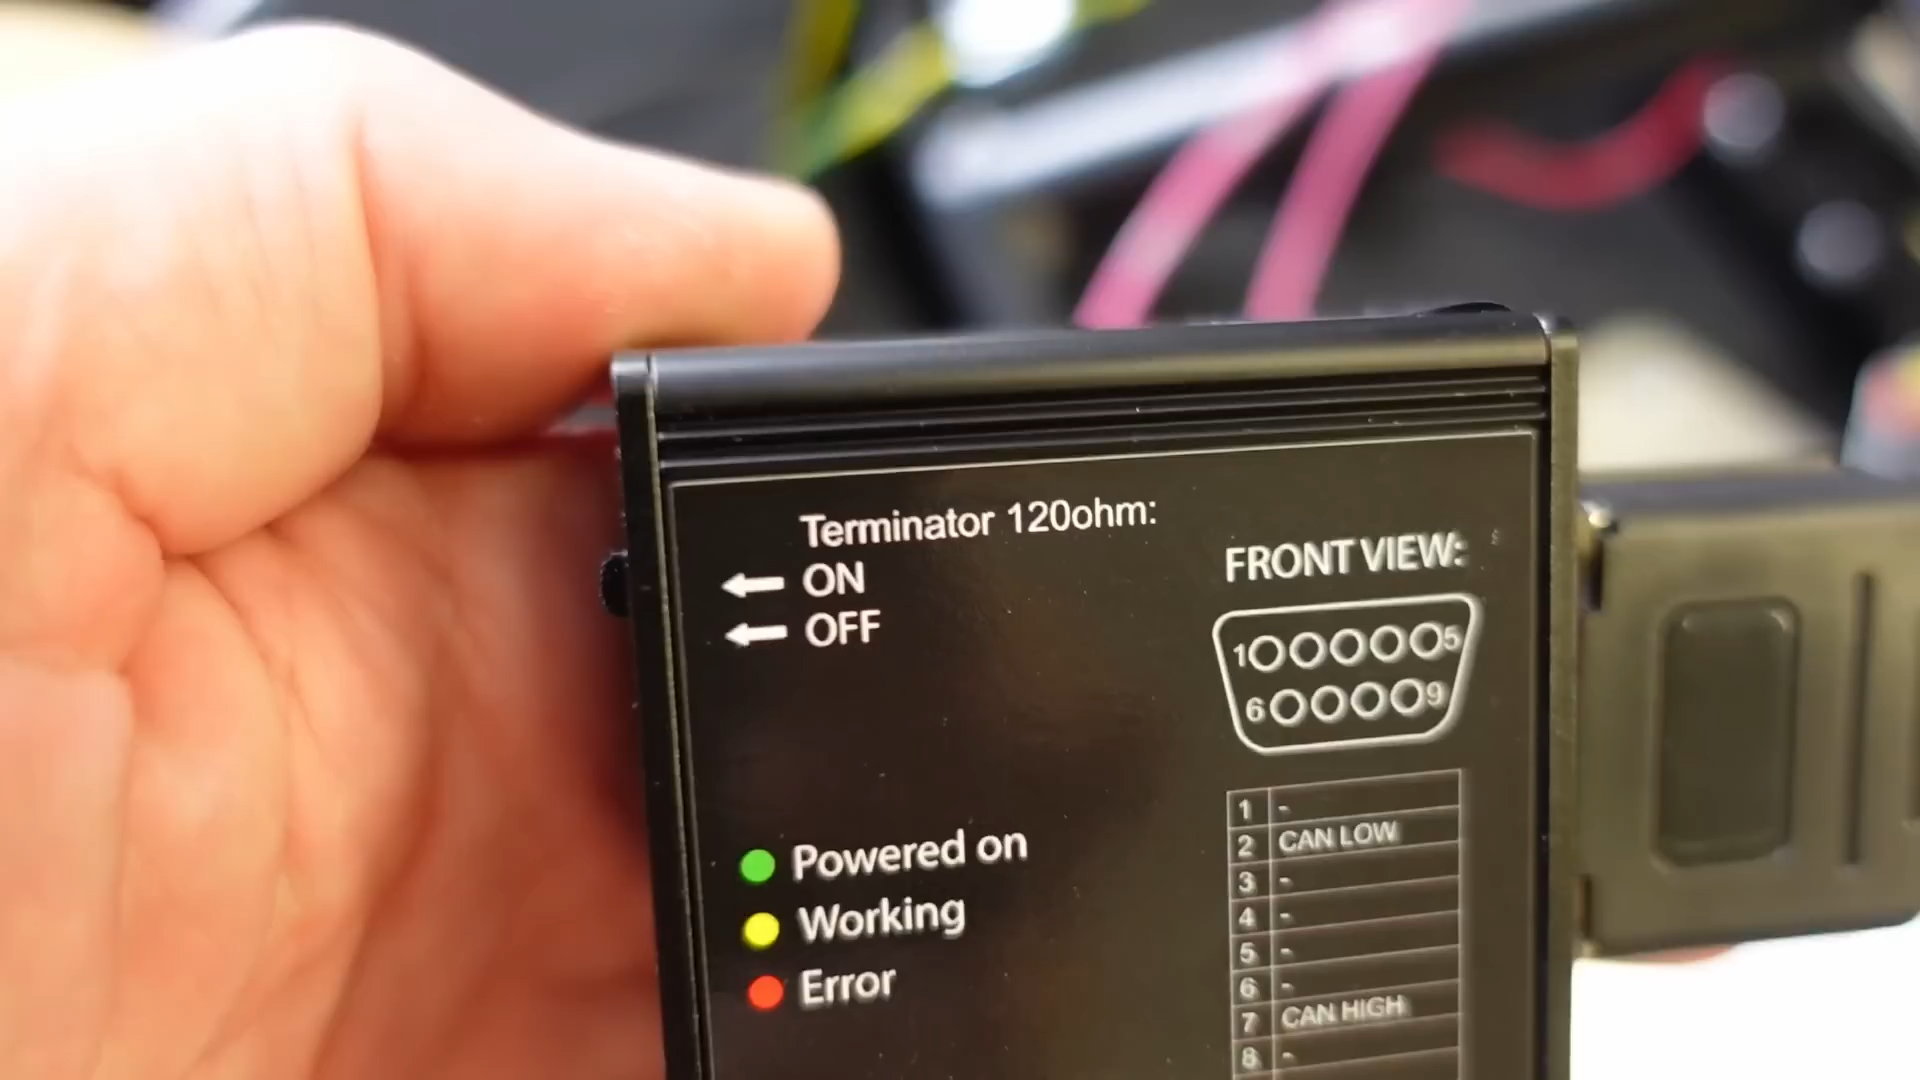 Terminator 120ohm:
ON
OFF
FRONT VIEW:
1 5
6 9
Powered on
Working
Error
1 -
2 CAN LOW
3 -
4 -
5 -
6 -
7 CAN HIGH
8 -